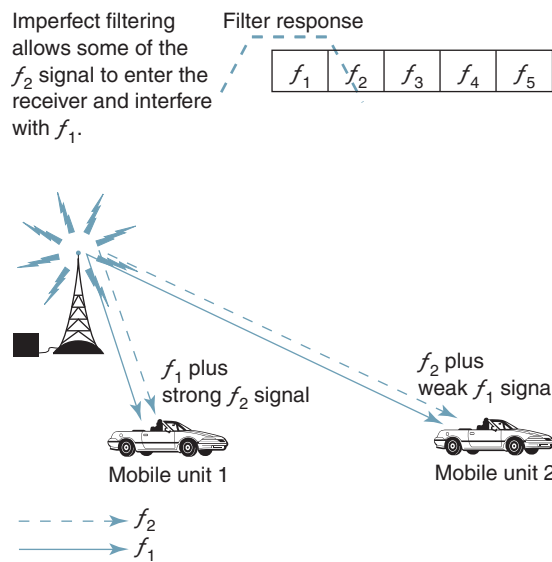 Imperfect filtering
allows some of the
f₂ signal to enter the
receiver and interfere
with f₁.
Filter response
f₁ f₂ f₃ f₄ f₅
f₁ plus
strong f₂ signal
f₂ plus
weak f₁ signal
Mobile unit 1
Mobile unit 2
f₂
f₁